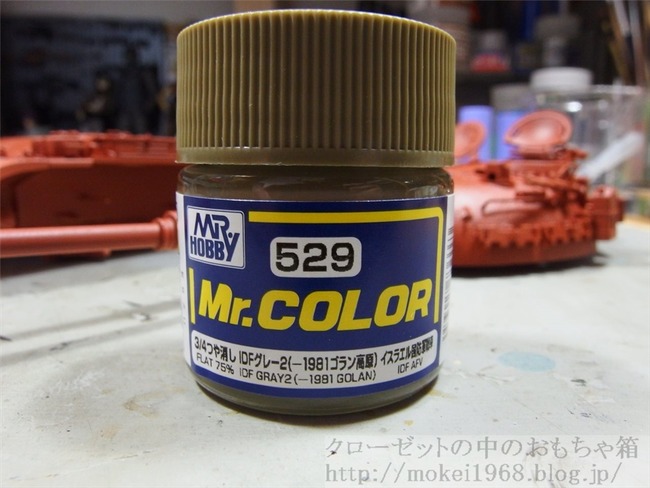 MR HOBBY
529
Mr.COLOR
3/4つや消し IDFグレー2(−1981ゴラン高原) イスラエル国防軍戦車
FLAT 75% IDF GRAY2 (−1981 GOLAN) IDF AFV
クローゼットの中のおもちゃ箱
http://mokei1968.blog.jp/